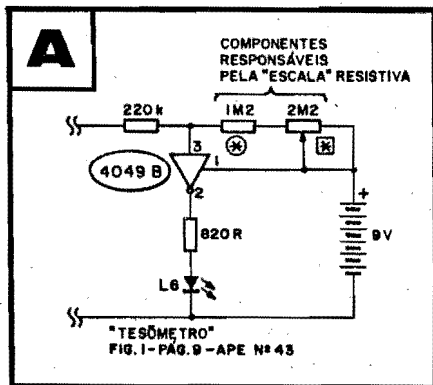 A
COMPONENTES
RESPONSÁVEIS
PELA "ESCALA" RESISTIVA
220k
1M2
2M2
3
1
4049 B
2
+
820R
9V
L6
"TESÔMETRO"
FIG.1-PÁG.9-APE Nº 43